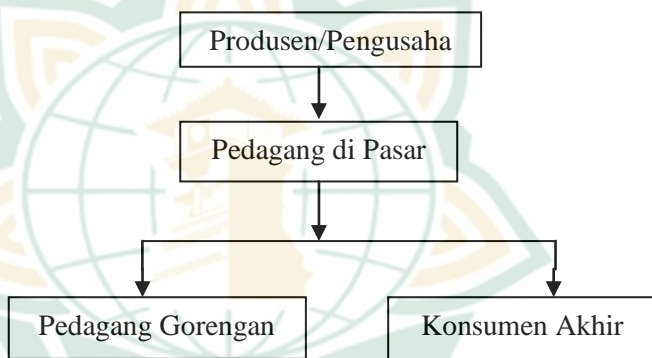 Produsen/Pengusaha
Pedagang di Pasar
Pedagang Gorengan
Konsumen Akhir